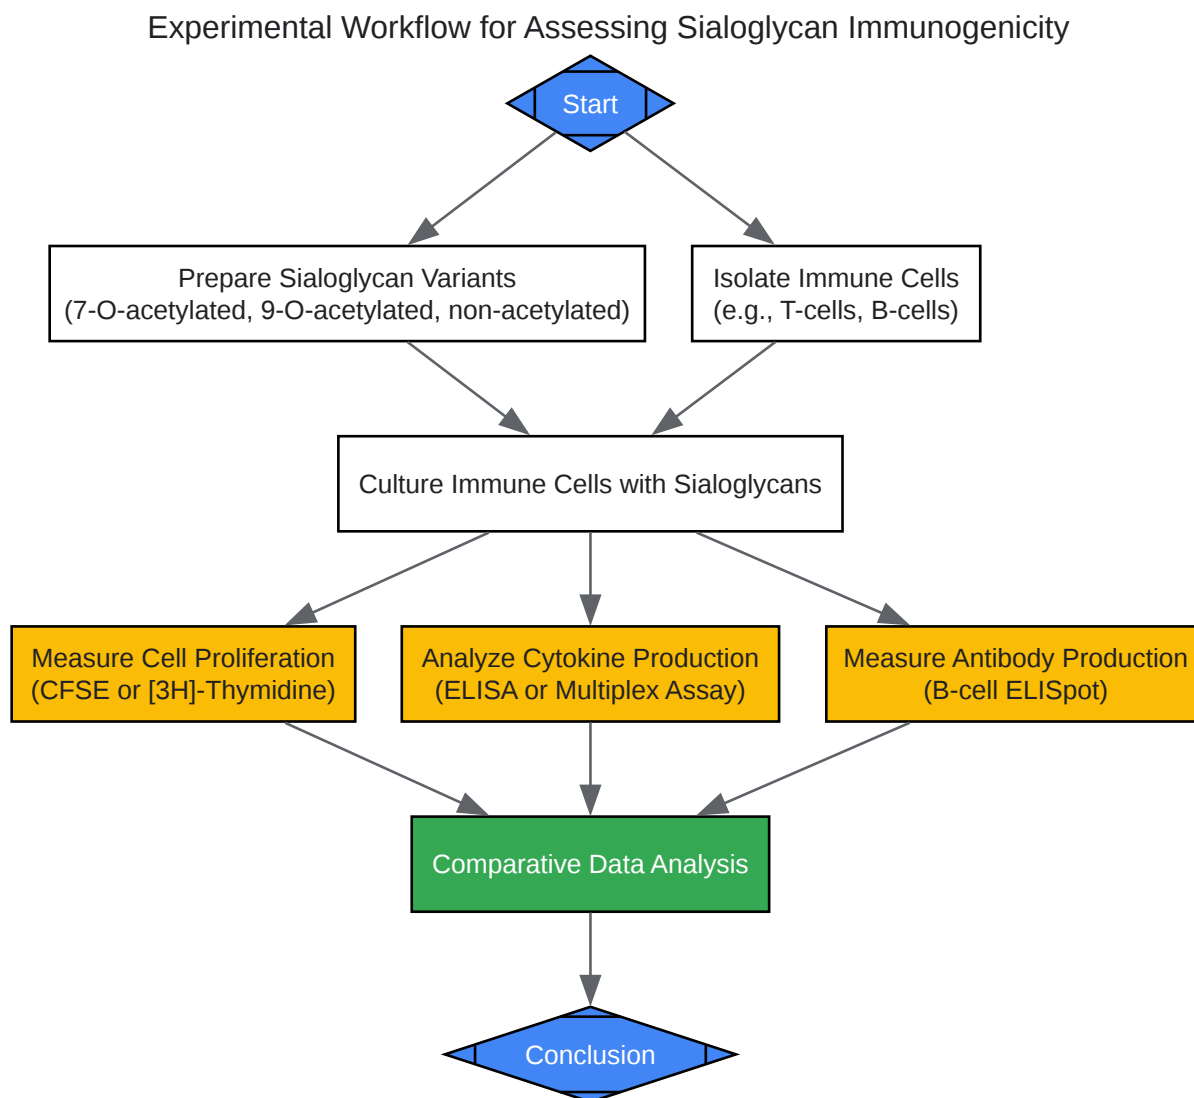 Experimental Workflow for Assessing Sialoglycan Immunogenicity
Start
Prepare Sialoglycan Variants
(7-O-acetylated, 9-O-acetylated, non-acetylated)
Isolate Immune Cells
(e.g., T-cells, B-cells)
Culture Immune Cells with Sialoglycans
Measure Cell Proliferation
(CFSE or [3H]-Thymidine)
Analyze Cytokine Production
(ELISA or Multiplex Assay)
Measure Antibody Production
(B-cell ELISpot)
Comparative Data Analysis
Conclusion